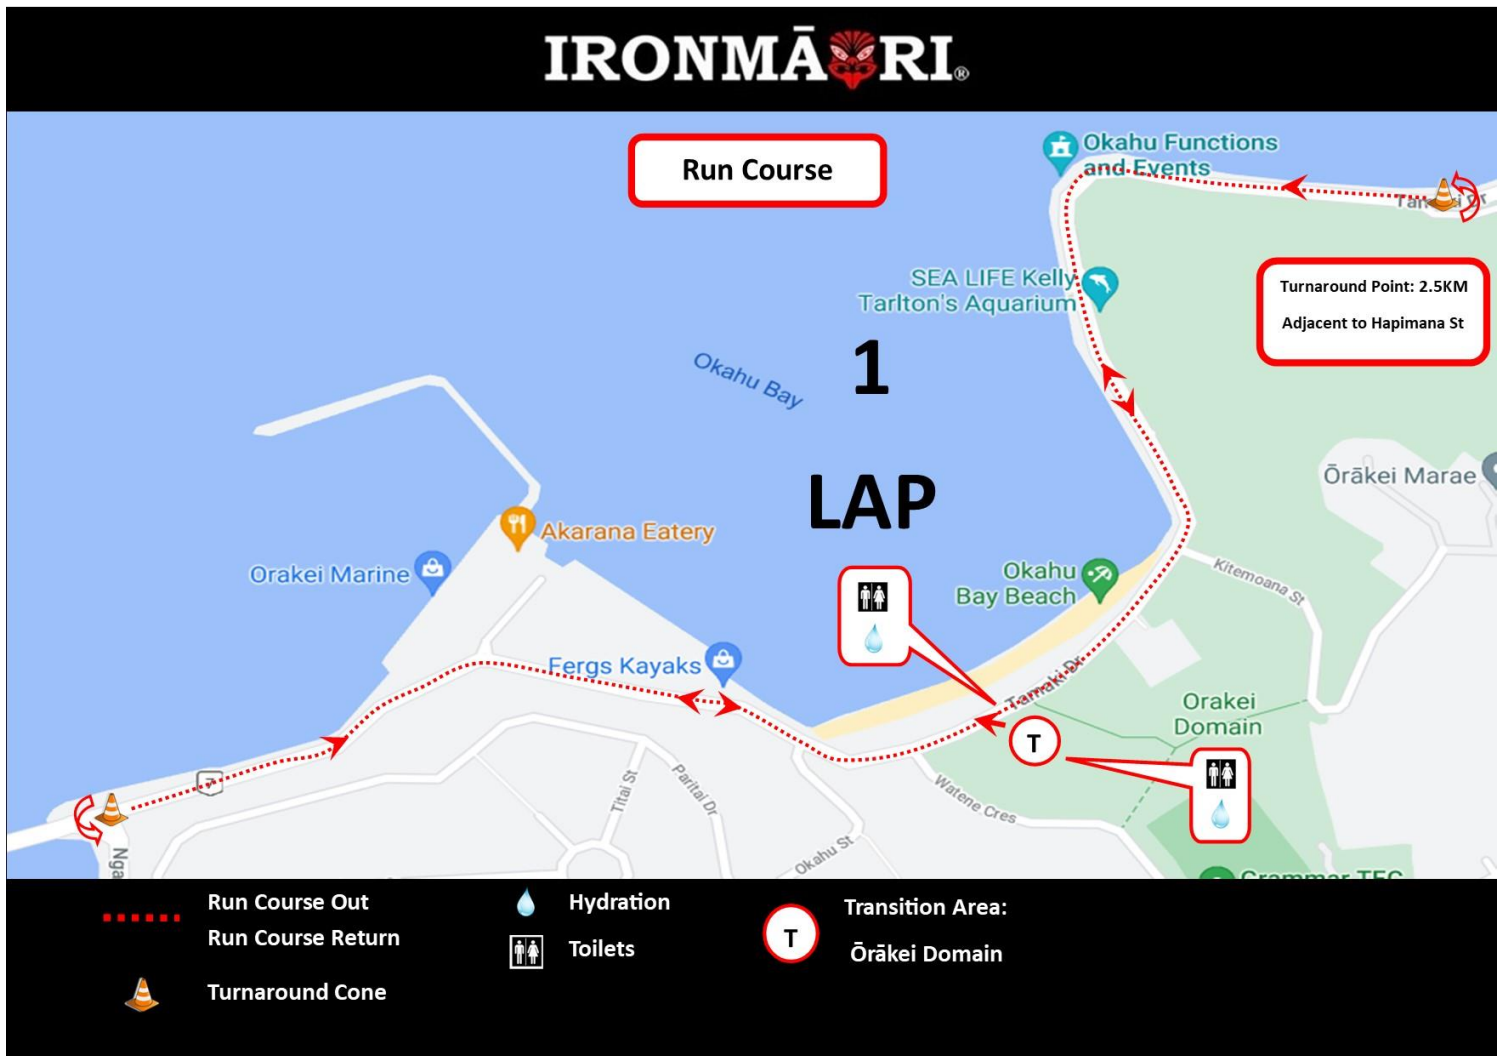 IRONMĀORI®
Run Course
Okahu Functions
and Events
Turnaround Point: 2.5KM
Adjacent to Hapimana St
SEA LIFE Kelly
Tarlton's Aquarium
1
LAP
Okahu Bay
Ōrākei Marae
Akarana Eatery
Orakei Marine
Okahu
Bay Beach
Kitemoana St
Fergs Kayaks
Tamaki Dr
Orakei
Domain
T
7
Titai St
Paritai Dr
Watene Cres
Okahu St
Run Course Out
Run Course Return
Turnaround Cone
Hydration
Toilets
T
Transition Area:
Ōrākei Domain